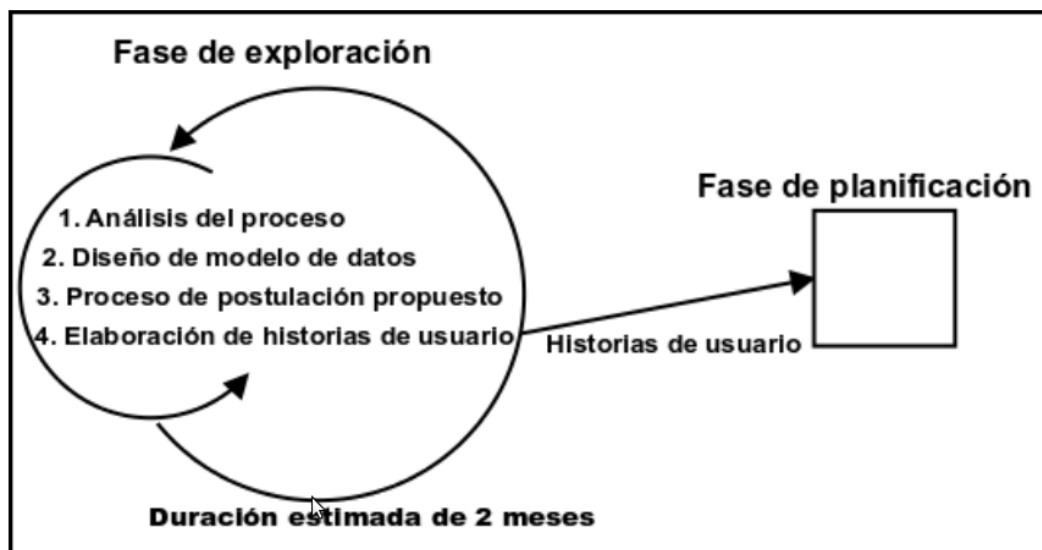 Fase de exploración
Fase de planificación
1. Análisis del proceso
2. Diseño de modelo de datos
3. Proceso de postulación propuesto
4. Elaboración de historias de usuario
Historias de usuario
Duración estimada de 2 meses